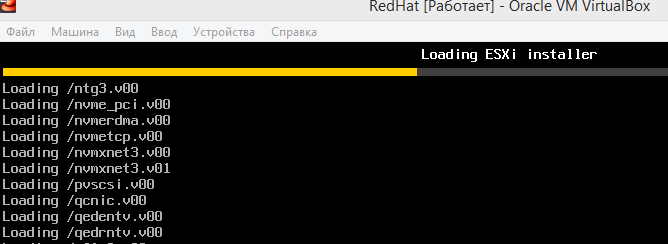 RedHat [Работает] - Oracle VM VirtualBox
Файл Машина Вид Ввод Устройства Справка
Loading ESXi installer
Loading /ntg3.v00
Loading /nvme_pci.v00
Loading /nvmerdma.v00
Loading /nvmetcp.v00
Loading /nvmxnet3.v00
Loading /nvmxnet3.v01
Loading /pvscsi.v00
Loading /qcnic.v00
Loading /qedentv.v00
Loading /qedrntv.v00